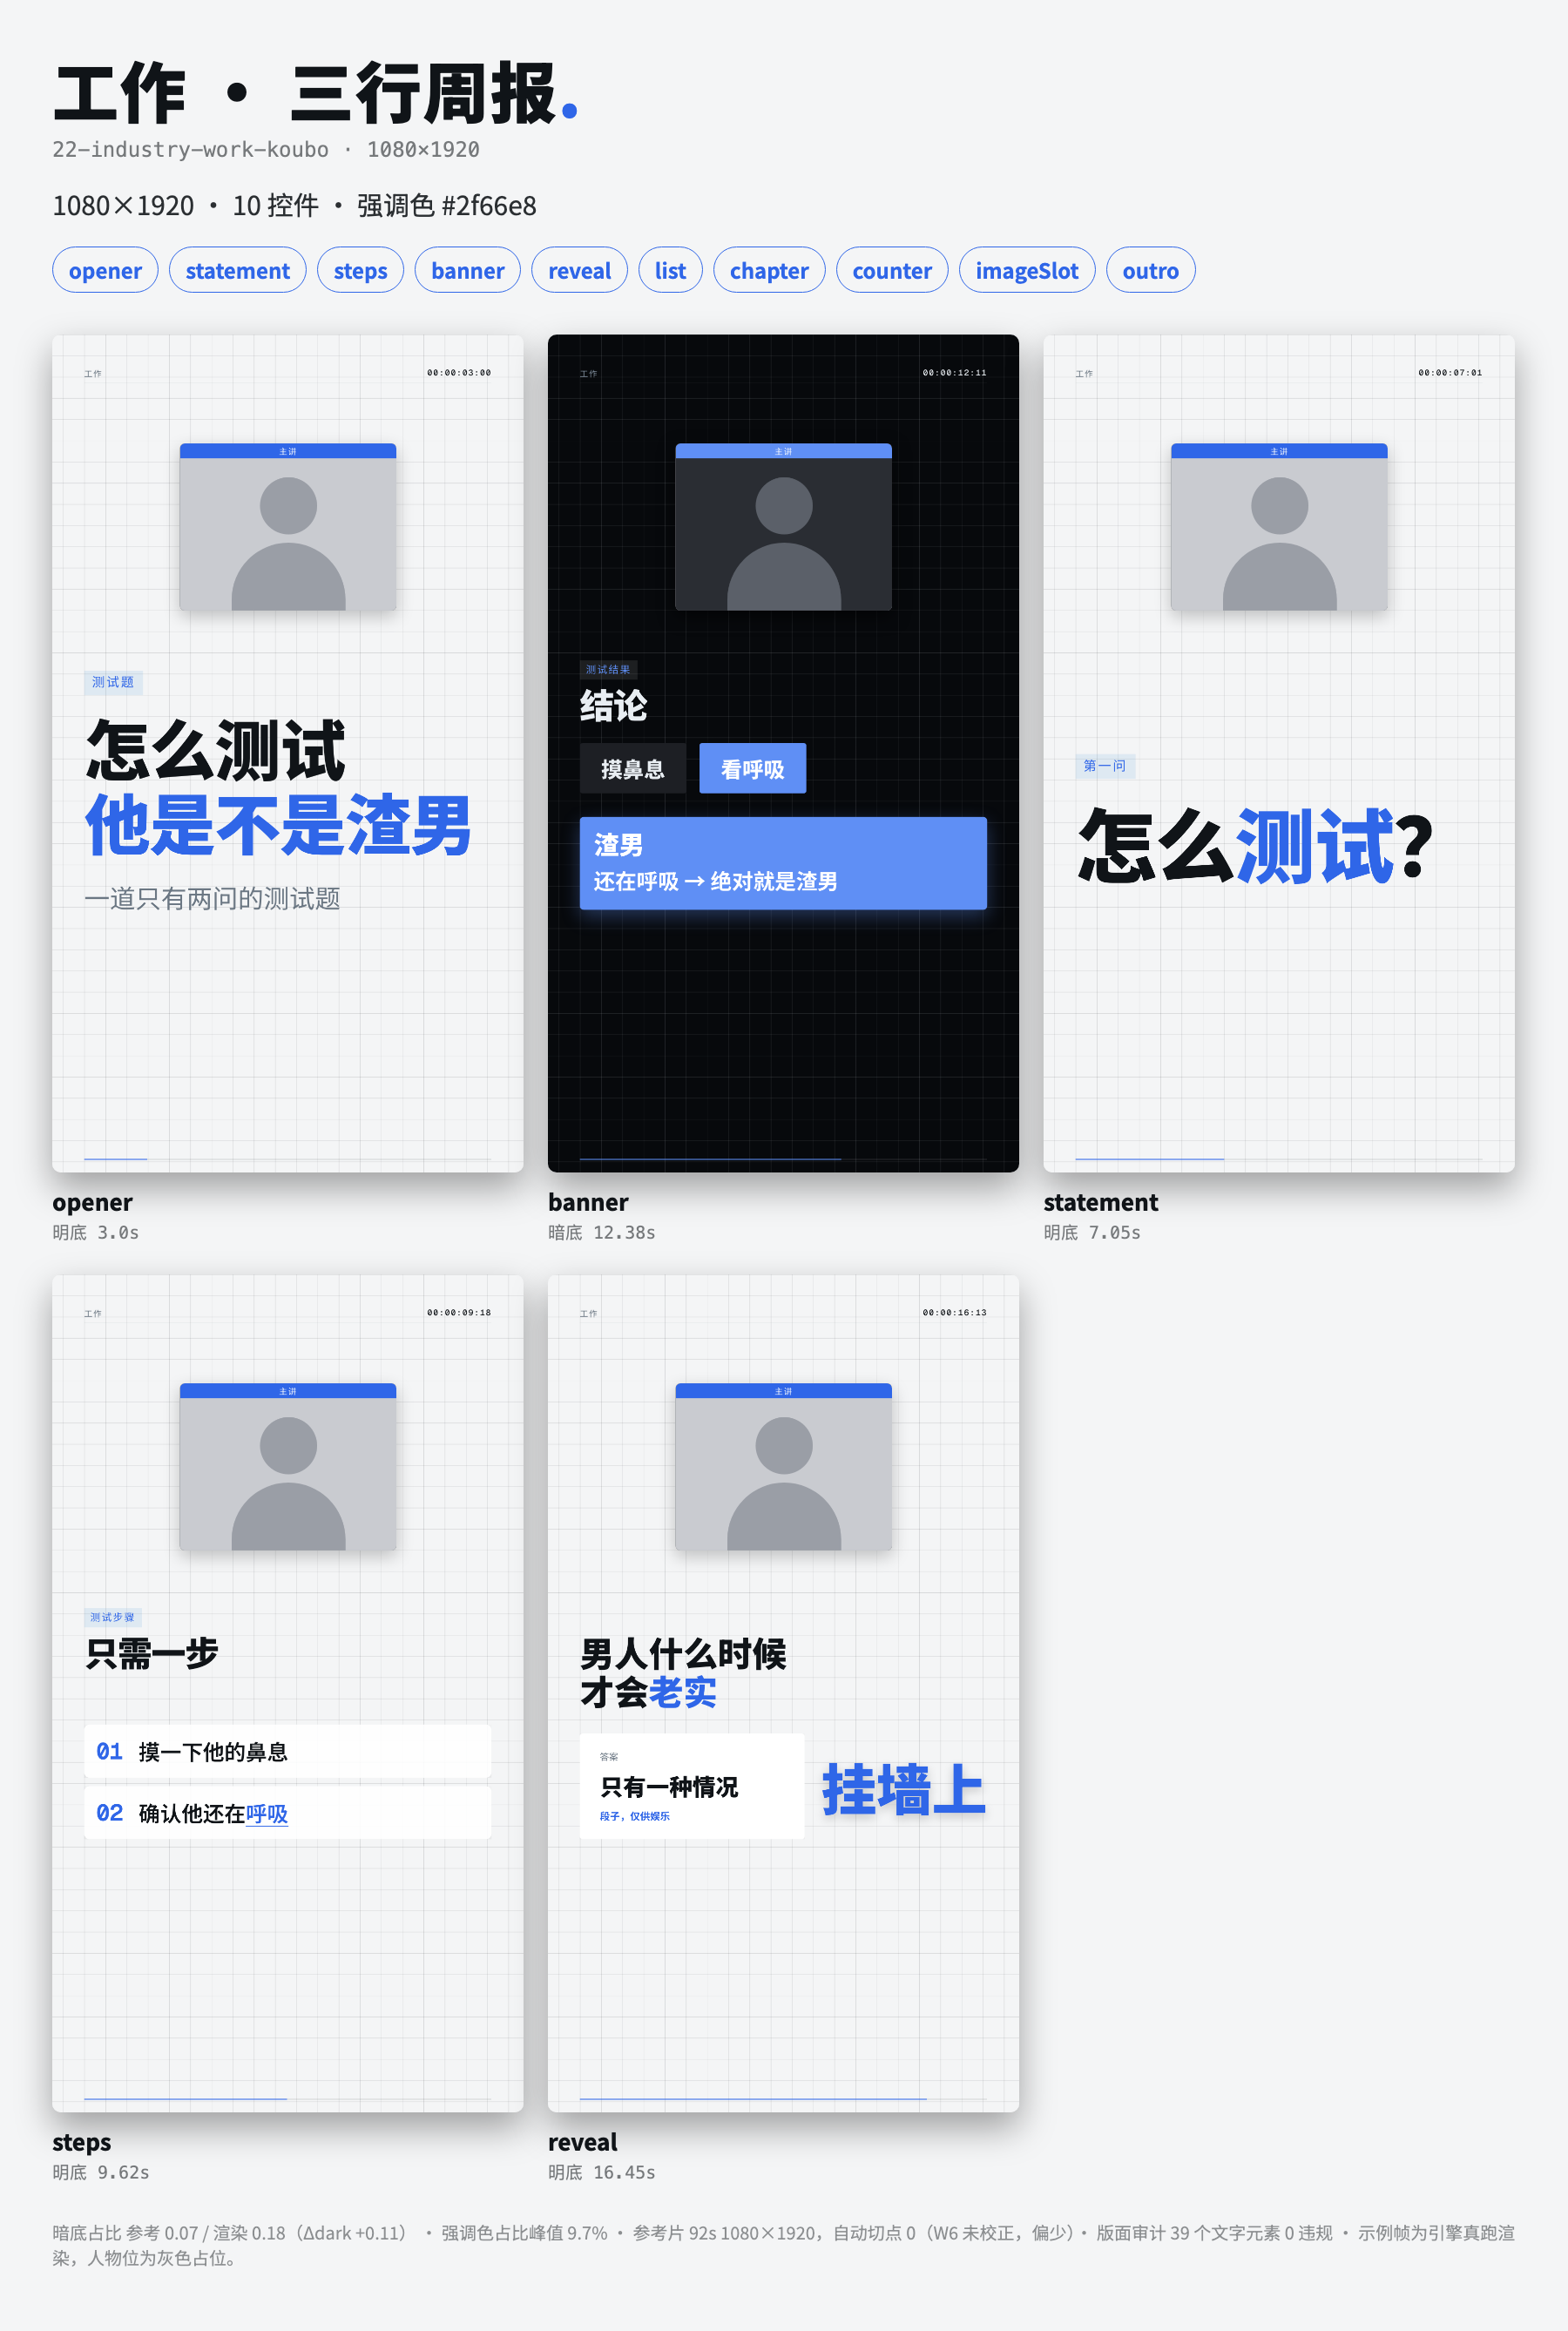 工作 · 三行周报.
22-industry-work-koubo · 1080×1920
1080×1920 · 10 控件 · 强调色 #2f66e8
opener statement steps banner reveal list chapter counter imageSlot outro
工作 00:00:03:00
主讲
测试题
怎么测试
他是不是渣男
一道只有两问的测试题
opener
明底 3.0s
工作 00:00:12:11
主讲
测试结果
结论
摸鼻息 看呼吸
渣男
还在呼吸 → 绝对就是渣男
banner
暗底 12.38s
工作 00:00:07:01
主讲
第一问
怎么测试？
statement
明底 7.05s
工作 00:00:09:18
主讲
测试步骤
只需一步
01 摸一下他的鼻息
02 确认他还在呼吸
steps
明底 9.62s
工作 00:00:16:13
主讲
男人什么时候
才会老实
答案
只有一种情况
段子，仅供娱乐
挂墙上
reveal
明底 16.45s
暗底占比 参考 0.07 / 渲染 0.18（Δdark +0.11） · 强调色占比峰值 9.7% · 参考片 92s 1080×1920，自动切点 0（W6 未校正，偏少）· 版面审计 39 个文字元素 0 违规 · 示例帧为引擎真跑渲
染，人物位为灰色占位。